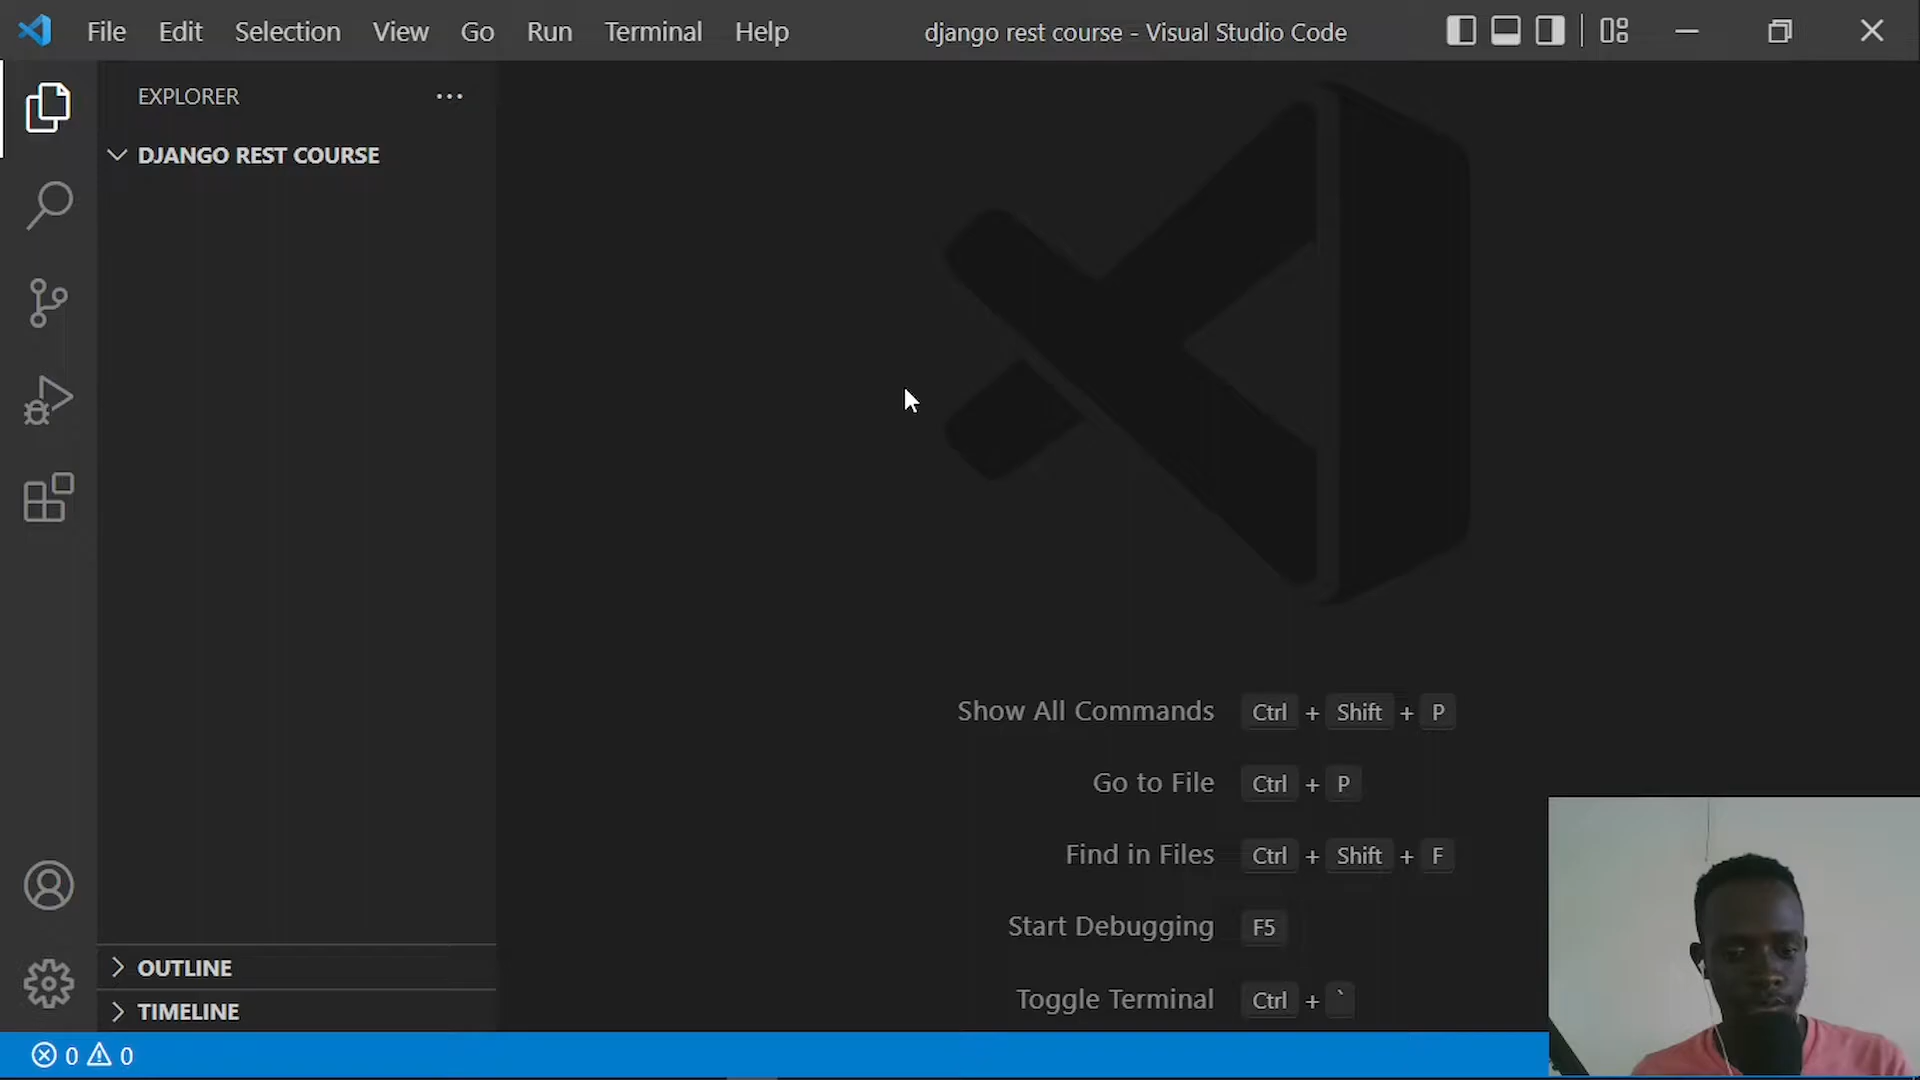 File Edit Selection View Go Run Terminal Help
django rest course - Visual Studio Code
EXPLORER
DJANGO REST COURSE
Show All Commands Ctrl + Shift + P
Go to File Ctrl + P
Find in Files Ctrl + Shift + F
Start Debugging F5
Toggle Terminal Ctrl + `
OUTLINE
TIMELINE
0 0